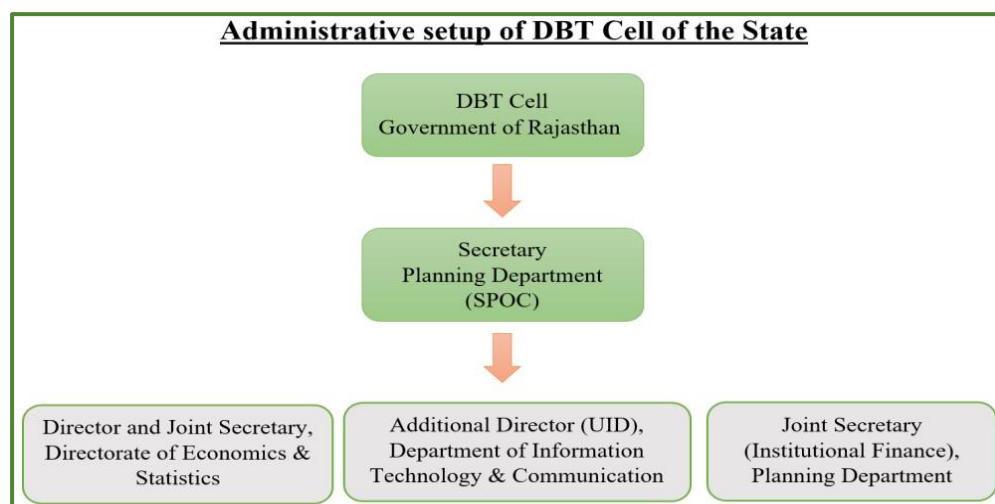 Administrative setup of DBT Cell of the State
DBT Cell
Government of Rajasthan
Secretary
Planning Department
(SPOC)
Director and Joint Secretary,
Directorate of Economics &
Statistics
Additional Director (UID),
Department of Information
Technology & Communication
Joint Secretary
(Institutional Finance),
Planning Department